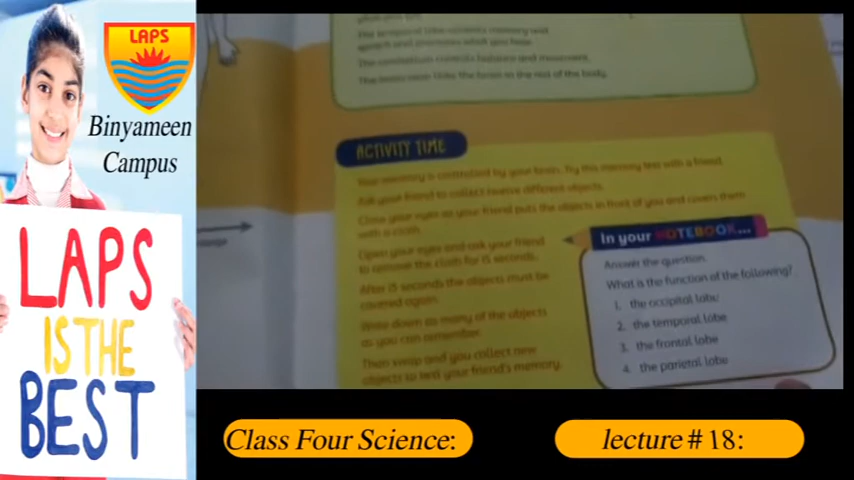 LAPS
Binyameen
Campus
LAPS
IS THE
BEST
The temporal lobe controls memory and
speech and processes what you hear.
The cerebellum controls balance and movement.
The brain stem links the brain to the rest of the body.
ACTIVITY TIME
Your memory is controlled by your brain. Try this memory test with a friend.
Ask your friend to collect twelve different objects.
Close your eyes as your friend puts the objects in front of you and covers them
with a cloth.
Open your eyes and ask your friend
to remove the cloth for 15 seconds.
After 15 seconds the objects must be
covered again.
Write down as many of the objects
as you can remember.
Then swap and you collect new
objects to test your friend's memory.
In your NOTEBOOK...
Answer the question.
What is the function of the following?
1. the occipital lobe
2. the temporal lobe
3. the frontal lobe
4. the parietal lobe
Class Four Science:
lecture # 18: